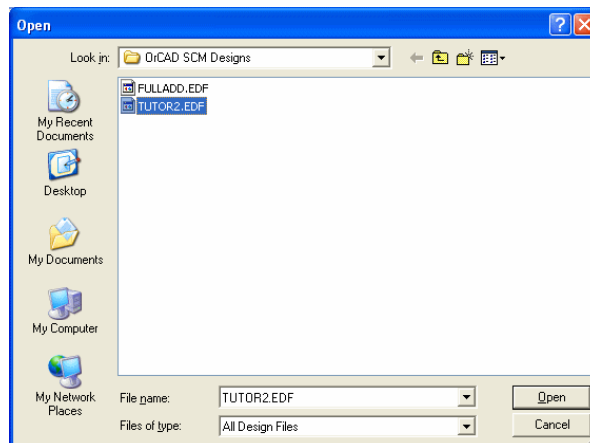 Open
Look in: OrCAD SCM Designs
FULLADD.EDF
TUTOR2.EDF
My Recent
Documents
Desktop
My Documents
My Computer
My Network
Places
File name: TUTOR2.EDF Open
Files of type: All Design Files Cancel